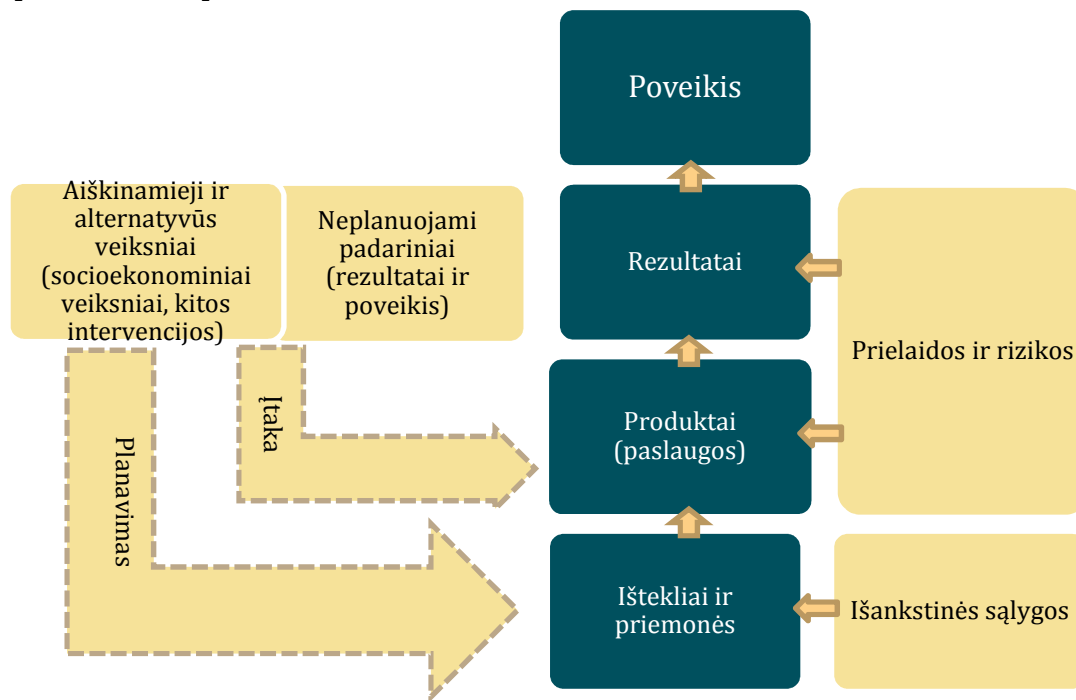 Poveikis
Aiškinamieji ir
alternatyvūs
veiksniai
(socioekonominiai
veiksniai, kitos
intervencijos)
Neplanuojami
padariniai
(rezultatai ir
poveikis)
Rezultatai
Prielaidos ir rizikos
Įtaka
Planavimas
Produktai
(paslaugos)
Ištekliai ir
priemonės
Išankstinės sąlygos